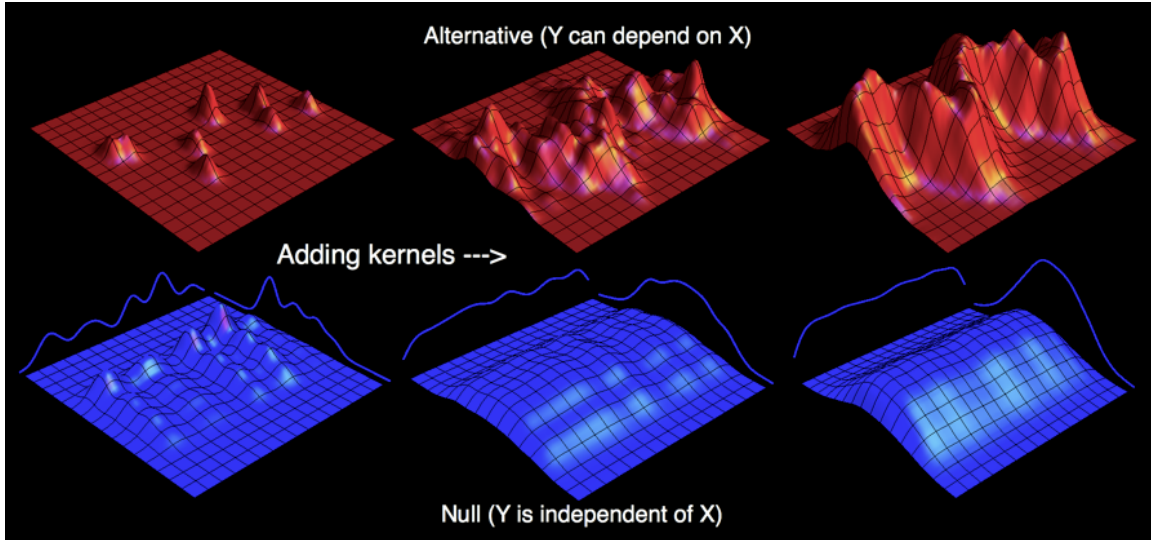 Alternative (Y can depend on X)
Adding kernels --->
Null (Y is independent of X)